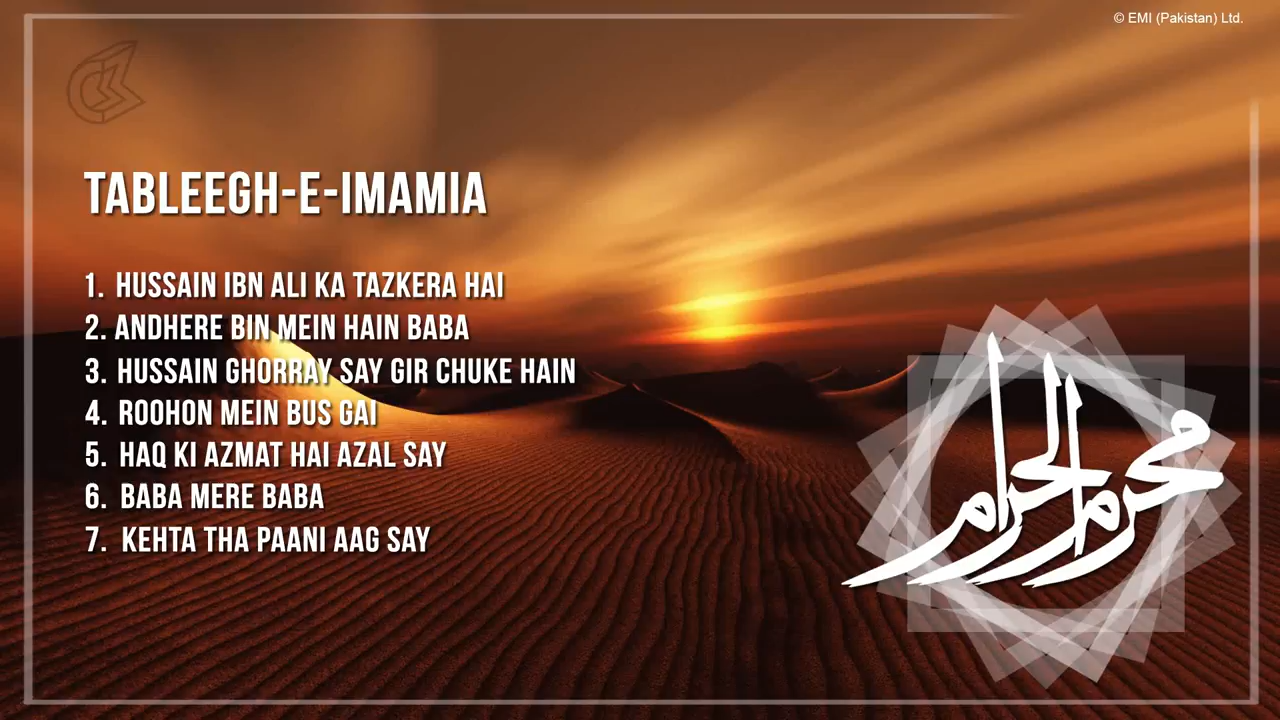 © EMI (Pakistan) Ltd.
TABLEEGH-E-IMAMIA
1. HUSSAIN IBN ALI KA TAZKERA HAI
2. ANDHERE BIN MEIN HAIN BABA
3. HUSSAIN GHORRAY SAY GIR CHUKE HAIN
4. ROOHON MEIN BUS GAI
5. HAQ KI AZMAT HAI AZAL SAY
6. BABA MERE BABA
7. KEHTA THA PAANI AAG SAY
محرم الحرام